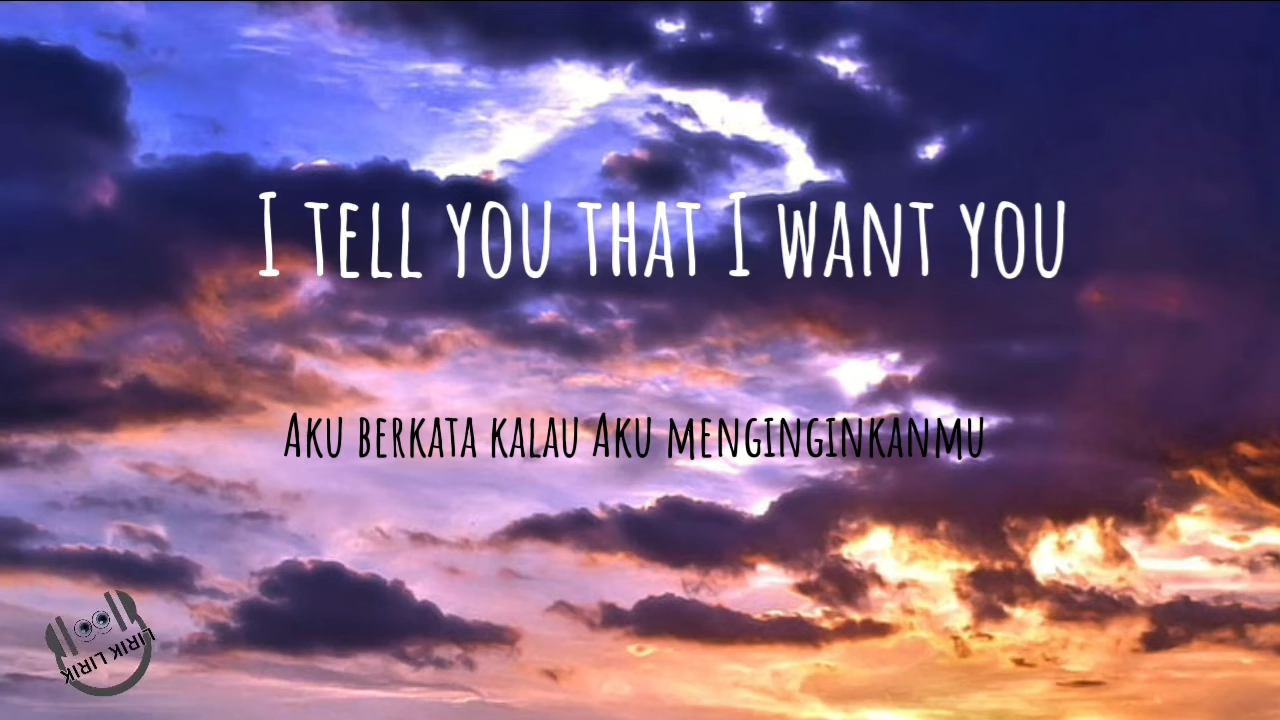 I tell you that I want you
Aku berkata kalau Aku menginginkanmu
LIRIK LIRIK